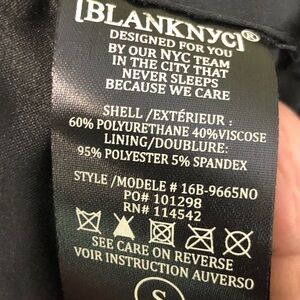 [BLANKNYC]®
DESIGNED FOR YOU
BY OUR NYC TEAM
IN THE CITY THAT
NEVER SLEEPS
BECAUSE WE CARE
SHELL /EXTÉRIEUR :
60% POLYURETHANE 40%VISCOSE
LINING/DOUBLURE:
95% POLYESTER 5% SPANDEX
STYLE /MODELE # 16B-9665NO
PO# 101298
RN# 114542
SEE CARE ON REVERSE
VOIR INSTRUCTION AUVERSO
S